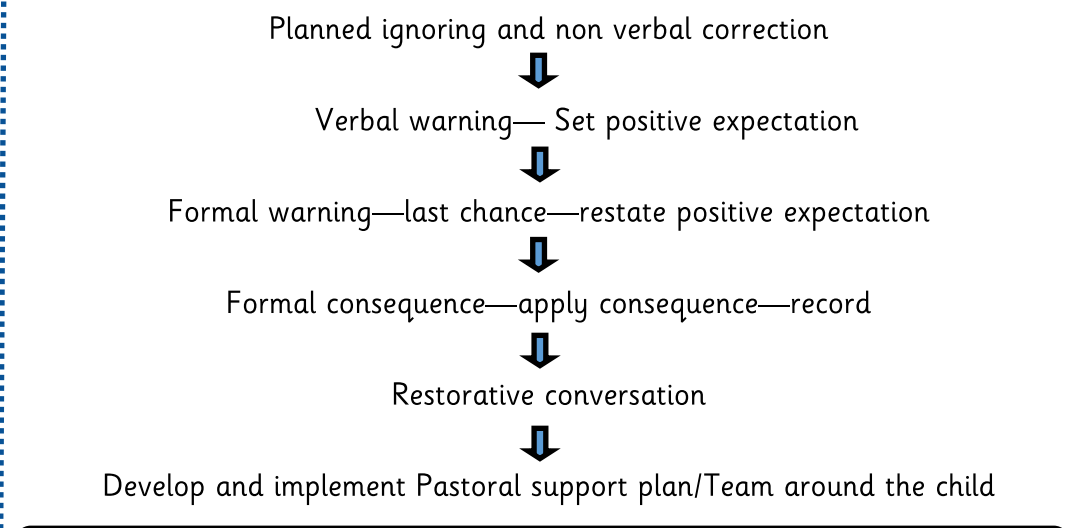 Planned ignoring and non verbal correction
Verbal warning— Set positive expectation
Formal warning—last chance—restate positive expectation
Formal consequence—apply consequence—record
Restorative conversation
Develop and implement Pastoral support plan/Team around the child